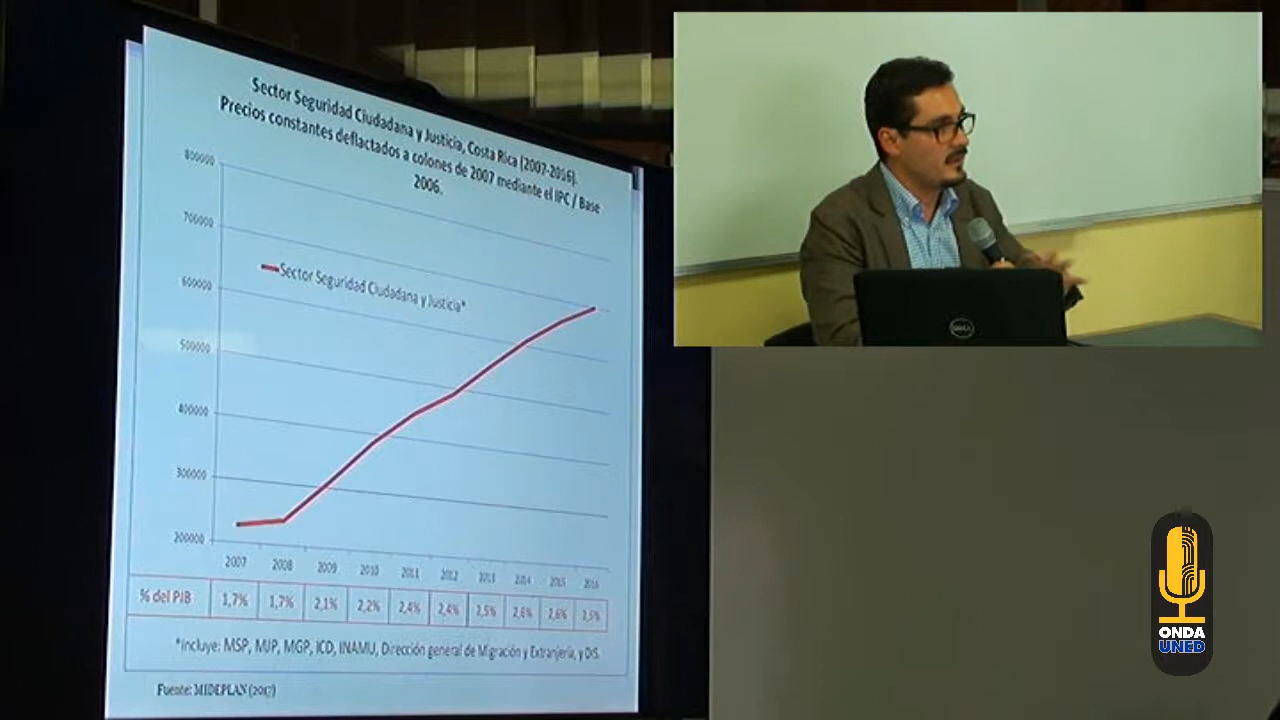 Sector Seguridad Ciudadana y Justicia, Costa Rica (2007-2016).
Precios constantes deflactados a colones de 2007 mediante el IPC / Base
2006.
800000
700000
600000
500000
400000
300000
200000
Sector Seguridad Ciudadana y Justicia*
2007 2008 2009 2010 2011 2012 2013 2014 2015 2016
% del PIB 1,7% 1,7% 2,1% 2,2% 2,4% 2,4% 2,5% 2,6% 2,6% 2,5%
*Incluye: MSP, MJP, MGP, ICD, INAMU, Dirección general de Migración y Extranjería, y DIS.
Fuente: MIDEPLAN (2017)
DELL
ONDA
UNED